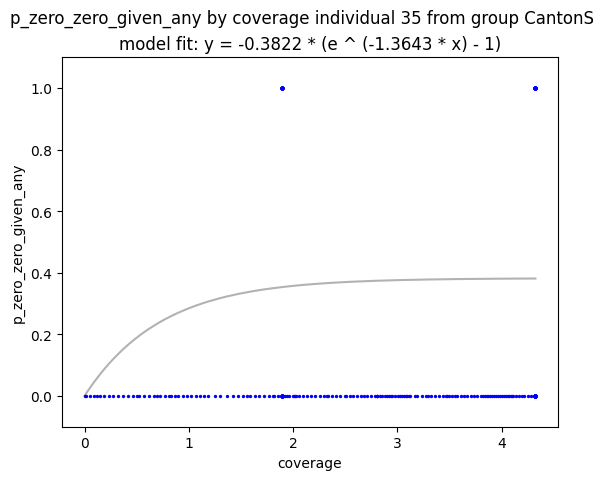 p_zero_zero_given_any by coverage individual 35 from group CantonS
model fit: y = -0.3822 * (e ^ (-1.3643 * x) - 1)
1.0
0.8
0.6
0.4
0.2
0.0
p_zero_zero_given_any
0 1 2 3 4
coverage